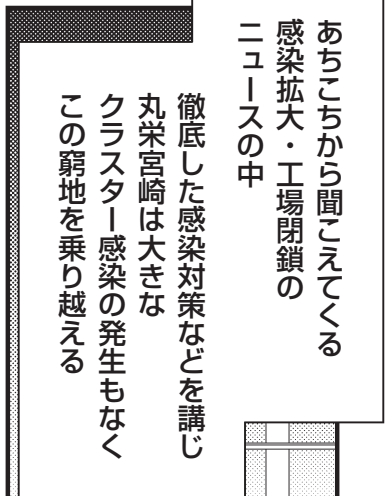 あちこちから聞こえてくる
感染拡大・工場閉鎖の
ニュースの中
徹底した感染対策などを講じ
丸栄宮崎は大きな
クラスター感染の発生もなく
この窮地を乗り越える